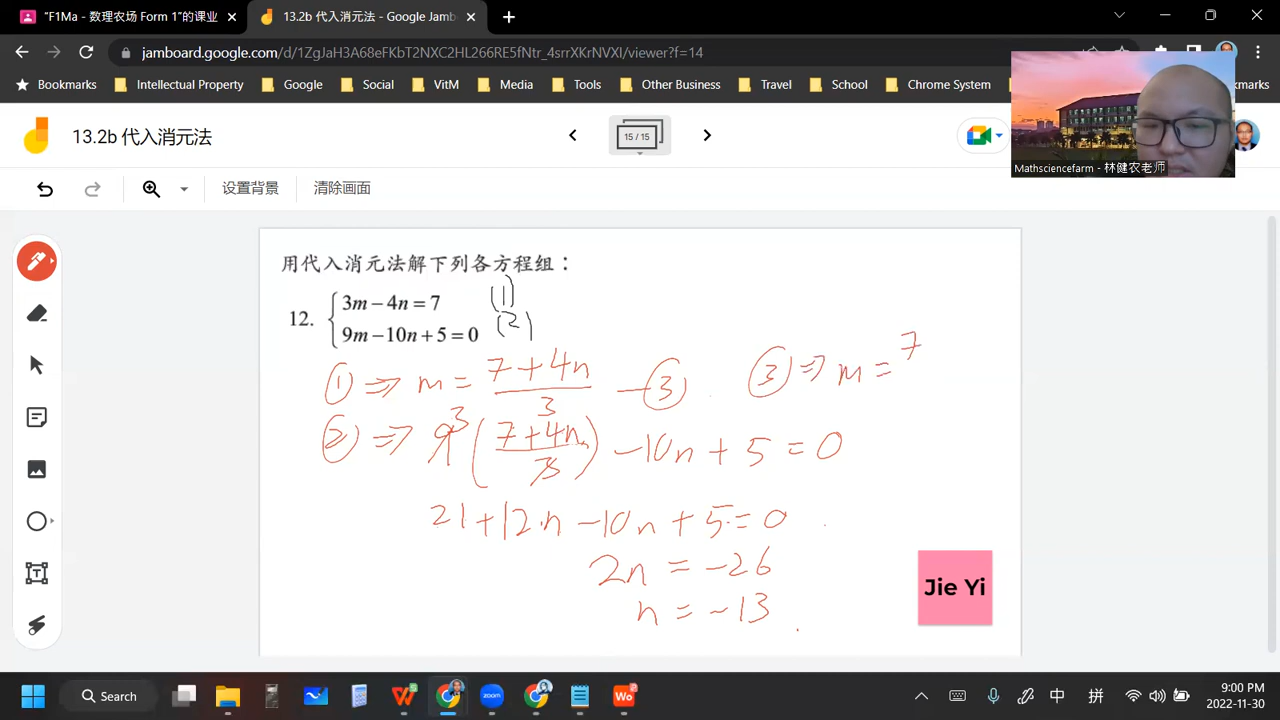 "F1Ma - 数理农场 Form 1"的课业
13.2b 代入消元法 - Google Jamb
jamboard.google.com/d/1ZgJaH3A68eFKbT2NXC2HL266RE5fNtr_4srrXKrNVXI/viewer?f=14
Bookmarks Intellectual Property Google Social VitM Media Tools Other Business Travel School Chrome System Bookmarks
Mathsciencefarm - 林健农老师
13.2b 代入消元法
15 / 15
设置背景 清除画面
用代入消元法解下列各方程组：
12. { 3m − 4n = 7 (1)
9m − 10n + 5 = 0 (2)
① ⇒ m = (7+4n)/3 —③ ③ ⇒ m = 7
② ⇒ 9 3 ( (7+4n)/3 ) − 10n + 5 = 0
21 + 12n − 10n + 5 = 0
2n = −26
n = −13
Jie Yi
Search
Wo
中 拼
9:00 PM
2022-11-30